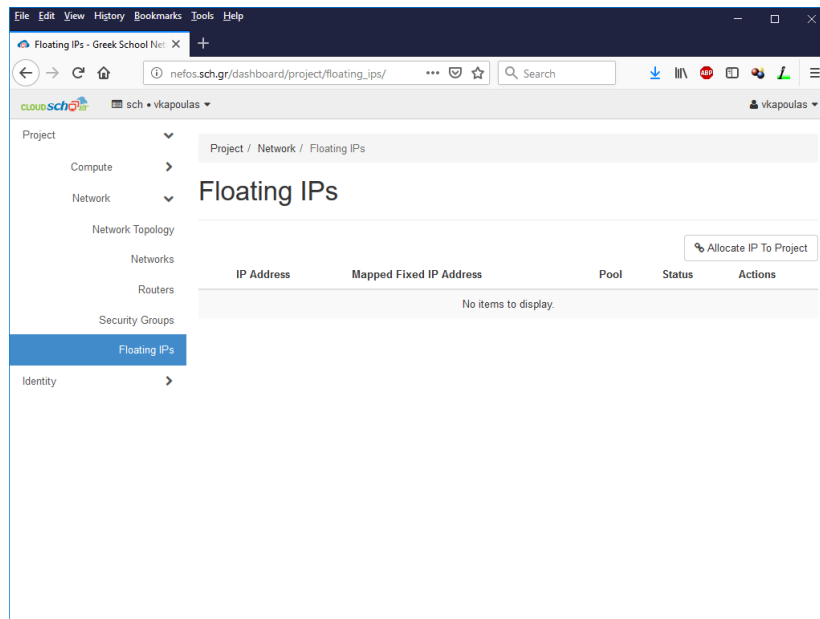 File Edit View History Bookmarks Tools Help
Floating IPs - Greek School Net
nefos.sch.gr/dashboard/project/floating_ips/
Search
ABP
CLOUD sch sch • vkapoulas
vkapoulas
Project
Project / Network / Floating IPs
Compute
Network
Floating IPs
Network Topology
Allocate IP To Project
Networks
IP Address Mapped Fixed IP Address Pool Status Actions
Routers
No items to display.
Security Groups
Floating IPs
Identity